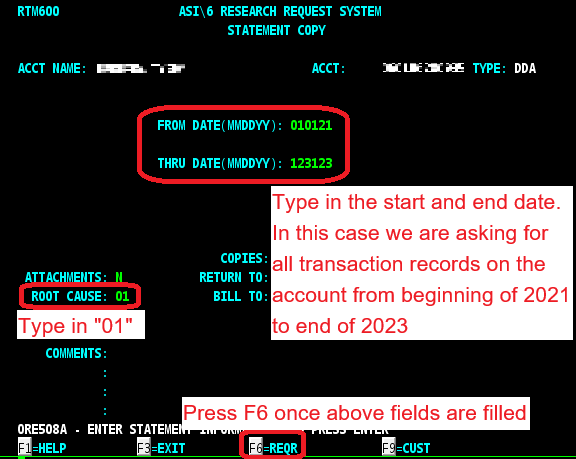 RTM600 ASI\6 RESEARCH REQUEST SYSTEM
STATEMENT COPY
ACCT NAME: ACCT: TYPE: DDA
FROM DATE(MMDDYY): 010121
THRU DATE(MMDDYY): 123123
Type in the start and end date.
In this case we are asking for
all transaction records on the
account from beginning of 2021
to end of 2023
COPIES:
ATTACHMENTS: N RETURN TO:
ROOT CAUSE: 01 BILL TO:
Type in "01"
COMMENTS:
:
:
:
Press F6 once above fields are filled
ORE508A - ENTER STATEMENT INFORM PRESS ENTER
F1=HELP F3=EXIT F6=REQR F9=CUST